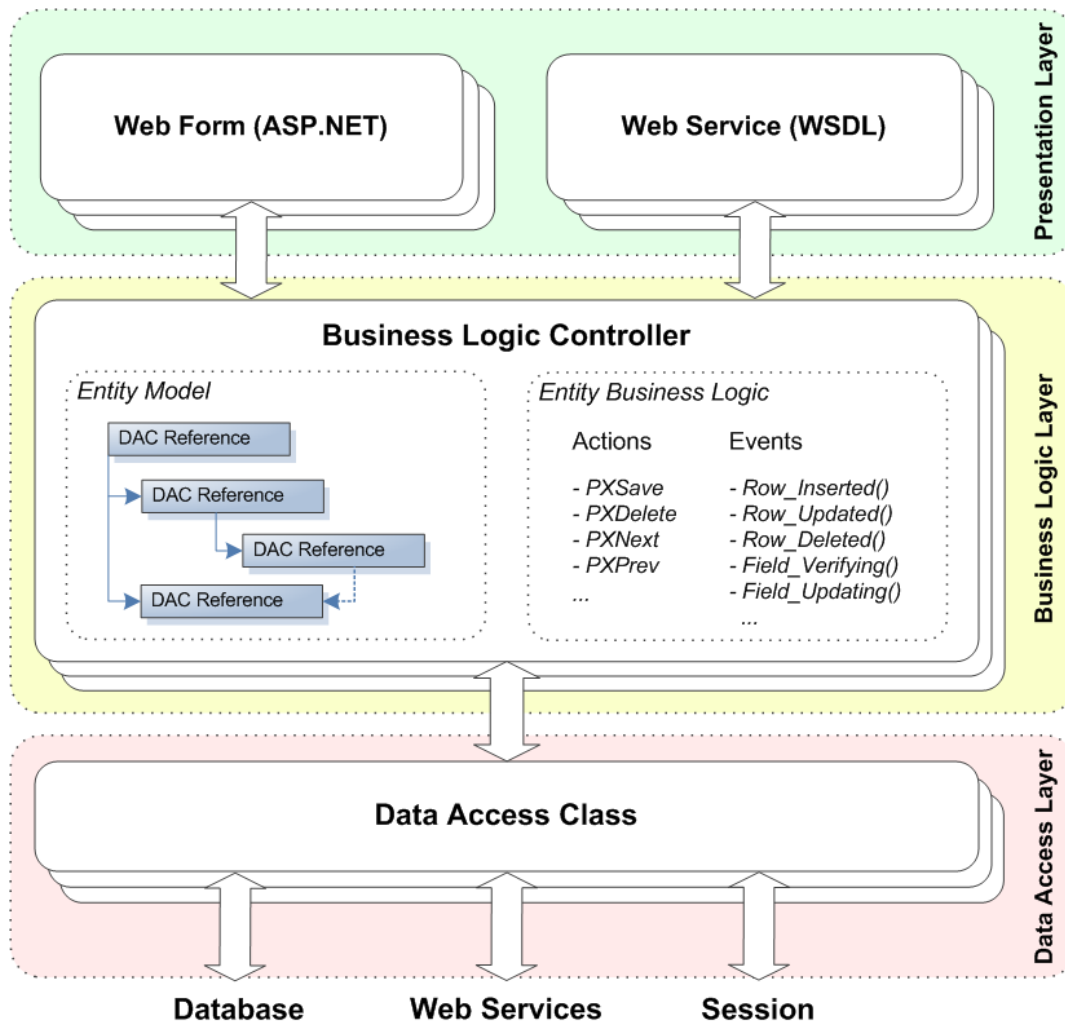 Web Form (ASP.NET)
Web Service (WSDL)
Presentation Layer
Business Logic Controller
Entity Model
DAC Reference
DAC Reference
DAC Reference
DAC Reference
Entity Business Logic
Actions
- PXSave
- PXDelete
- PXNext
- PXPrev
...
Events
- Row_Inserted()
- Row_Updated()
- Row_Deleted()
- Field_Verifying()
- Field_Updating()
...
Business Logic Layer
Data Access Class
Data Access Layer
Database
Web Services
Session